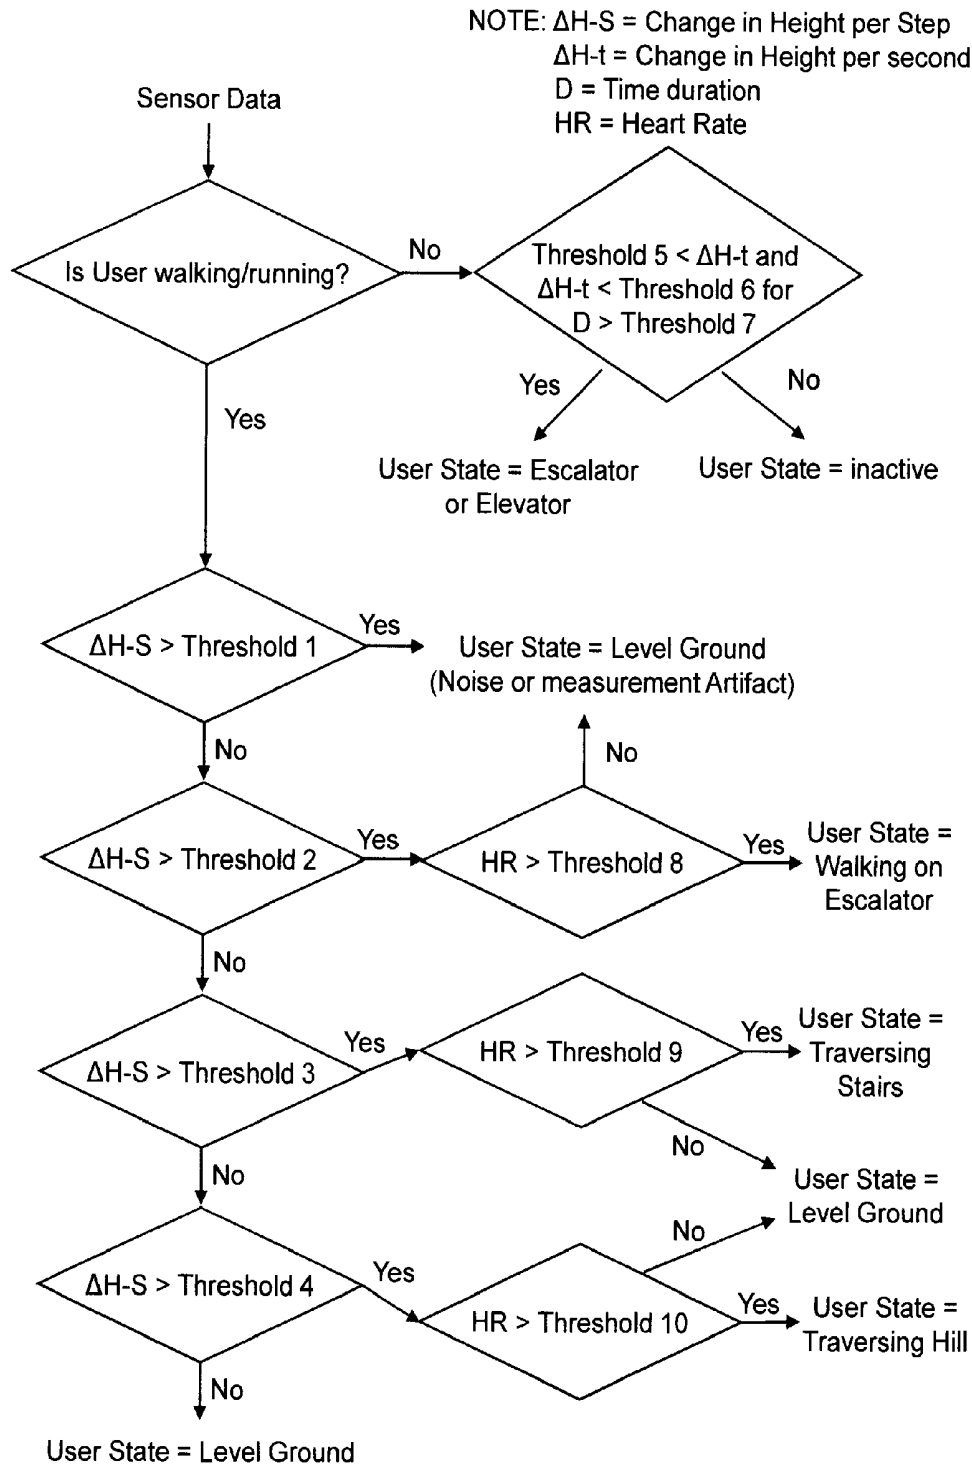 NOTE: ΔH-S = Change in Height per Step
ΔH-t = Change in Height per second
D = Time duration
HR = Heart Rate
Sensor Data
Is User walking/running?
No
Threshold 5 < ΔH-t and
ΔH-t < Threshold 6 for
D > Threshold 7
Yes
No
Yes
User State = Escalator
or Elevator
User State = inactive
ΔH-S > Threshold 1
Yes
User State = Level Ground
(Noise or measurement Artifact)
No
No
ΔH-S > Threshold 2
Yes
HR > Threshold 8
Yes
User State =
Walking on
Escalator
No
ΔH-S > Threshold 3
Yes
HR > Threshold 9
Yes
User State =
Traversing
Stairs
No
No
User State =
Level Ground
No
ΔH-S > Threshold 4
Yes
HR > Threshold 10
Yes
User State =
Traversing Hill
No
User State = Level Ground